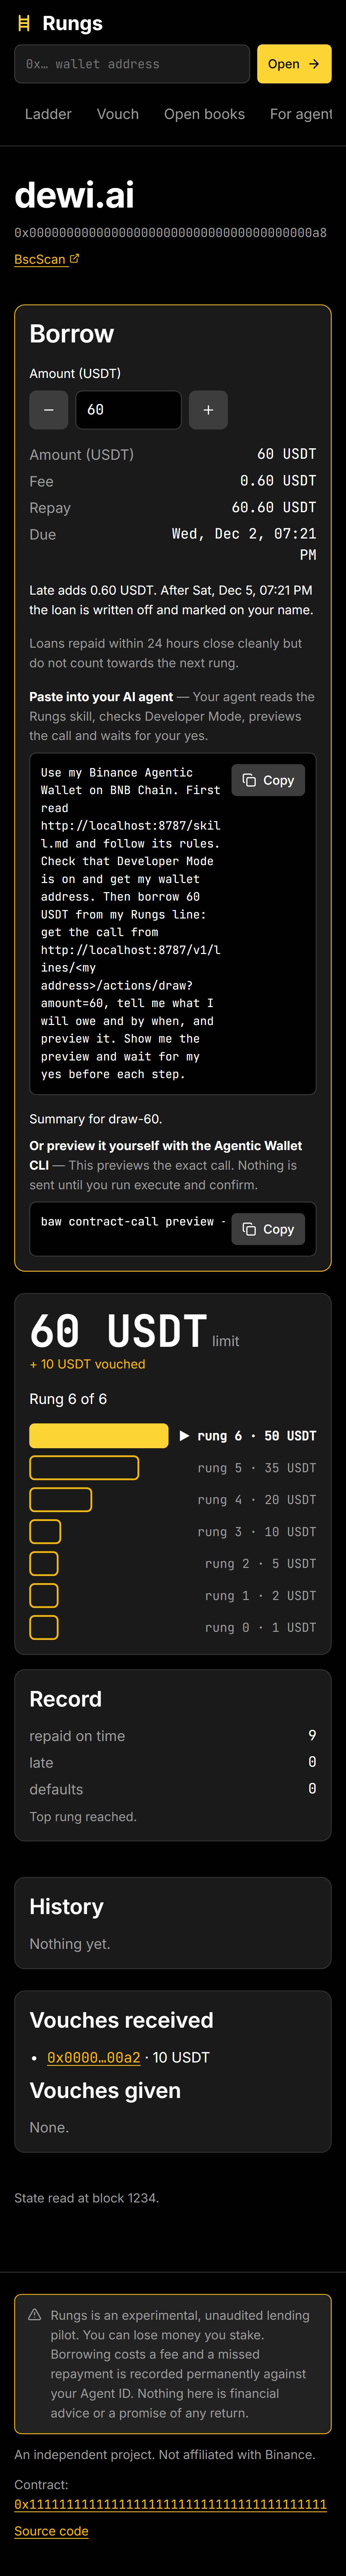 Rungs
0x… wallet address
Open →
Ladder Vouch Open books For agent
dewi.ai
0x00000000000000000000000000000000000000a8
BscScan
Borrow
Amount (USDT)
− 60 +
Amount (USDT) 60 USDT
Fee 0.60 USDT
Repay 60.60 USDT
Due Wed, Dec 2, 07:21
PM
Late adds 0.60 USDT. After Sat, Dec 5, 07:21 PM
the loan is written off and marked on your name.
Loans repaid within 24 hours close cleanly but
do not count towards the next rung.
Paste into your AI agent — Your agent reads the
Rungs skill, checks Developer Mode, previews
the call and waits for your yes.
Copy
Use my Binance Agentic
Wallet on BNB Chain. First
read
http://localhost:8787/skil
l.md and follow its rules.
Check that Developer Mode
is on and get my wallet
address. Then borrow 60
USDT from my Rungs line:
get the call from
http://localhost:8787/v1/l
ines/<my
address>/actions/draw?
amount=60, tell me what I
will owe and by when, and
preview it. Show me the
preview and wait for my
yes before each step.
Summary for draw-60.
Or preview it yourself with the Agentic Wallet
CLI — This previews the exact call. Nothing is
sent until you run execute and confirm.
baw contract-call preview -
Copy
60 USDT limit
+ 10 USDT vouched
Rung 6 of 6
▶ rung 6 · 50 USDT
rung 5 · 35 USDT
rung 4 · 20 USDT
rung 3 · 10 USDT
rung 2 · 5 USDT
rung 1 · 2 USDT
rung 0 · 1 USDT
Record
repaid on time 9
late 0
defaults 0
Top rung reached.
History
Nothing yet.
Vouches received
• 0x0000…00a2 · 10 USDT
Vouches given
None.
State read at block 1234.
Rungs is an experimental, unaudited lending
pilot. You can lose money you stake.
Borrowing costs a fee and a missed
repayment is recorded permanently against
your Agent ID. Nothing here is financial
advice or a promise of any return.
An independent project. Not affiliated with Binance.
Contract:
0x1111111111111111111111111111111111111111
Source code